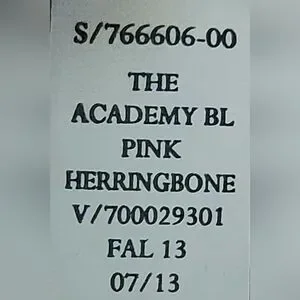 S/766606-00
THE
ACADEMY BL
PINK
HERRINGBONE
V/700029301
FAL 13
07/13